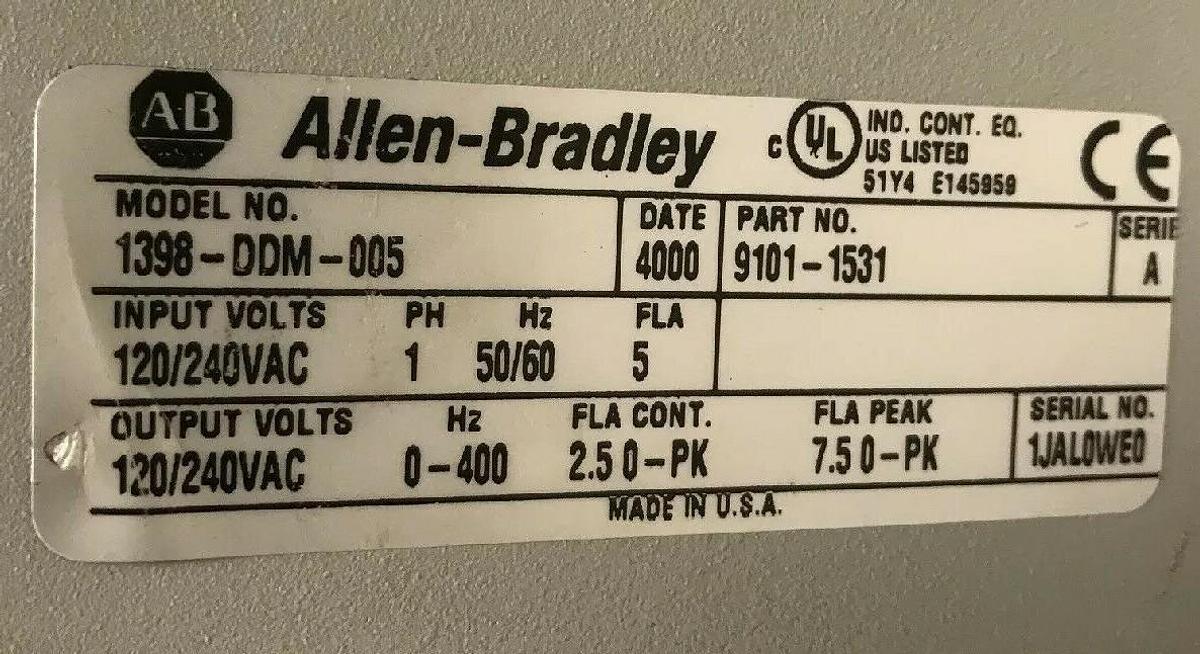 AB Allen-Bradley C UL IND. CONT. EQ.
US LISTED
51Y4 E145959
CE
MODEL NO. DATE PART NO. SERIE
1398-DDM-005 4000 9101-1531 A
INPUT VOLTS PH Hz FLA
120/240VAC 1 50/60 5
OUTPUT VOLTS Hz FLA CONT. FLA PEAK SERIAL NO.
120/240VAC 0-400 2.5 0-PK 7.5 0-PK 1JAL0WE0
MADE IN U.S.A.